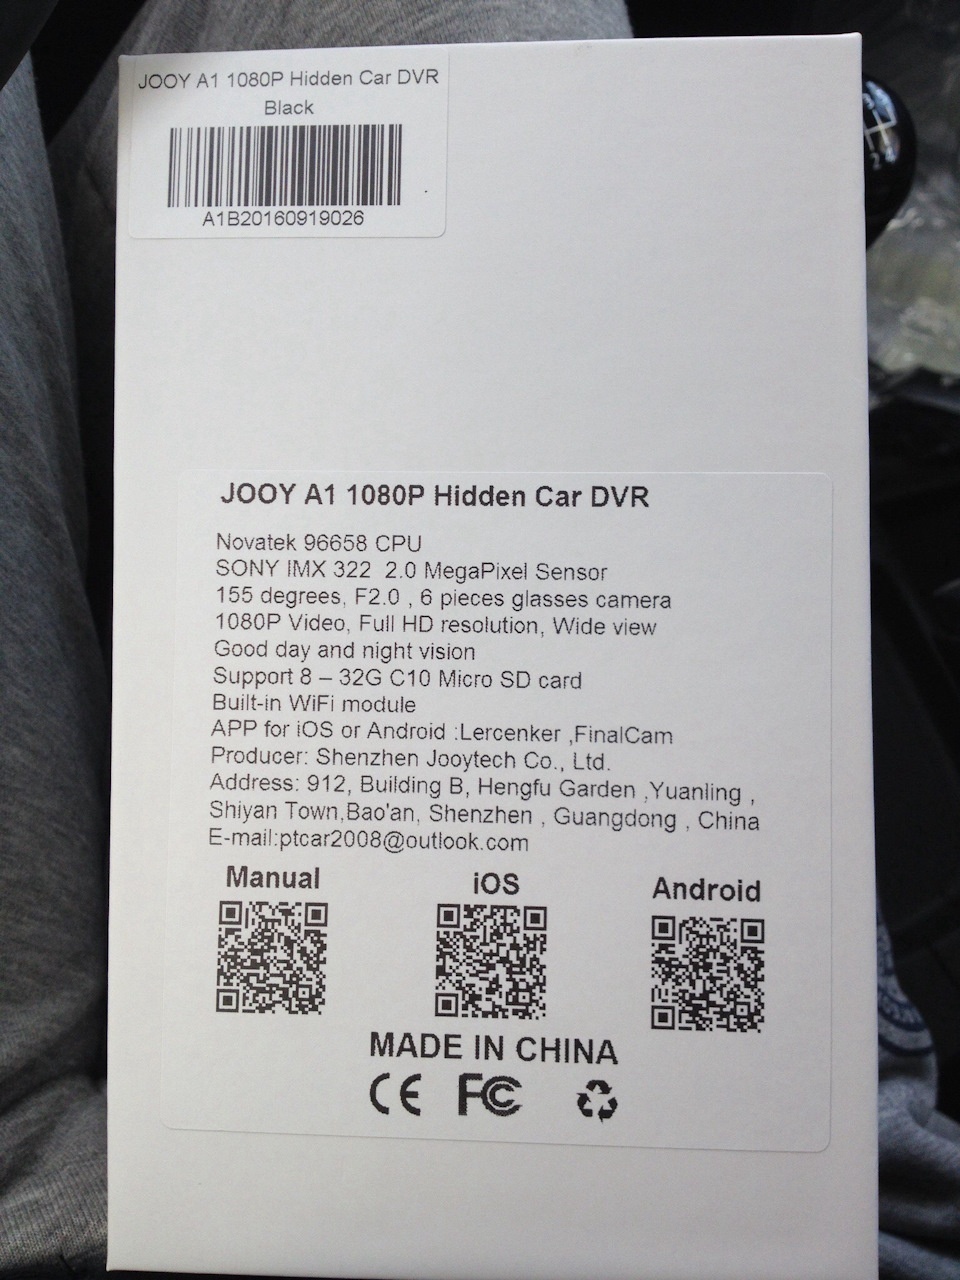 JOOY A1 1080P Hidden Car DVR
Black
A1B20160919026
JOOY A1 1080P Hidden Car DVR
Novatek 96658 CPU
SONY IMX 322  2.0 MegaPixel Sensor
155 degrees, F2.0 , 6 pieces glasses camera
1080P Video, Full HD resolution, Wide view
Good day and night vision
Support 8 – 32G C10 Micro SD card
Built-in WiFi module
APP for iOS or Android :Lercenker ,FinalCam
Producer: Shenzhen Jooytech Co., Ltd.
Address: 912, Building B, Hengfu Garden ,Yuanling ,
Shiyan Town,Bao'an, Shenzhen , Guangdong , China
E-mail:ptcar2008@outlook.com
Manual iOS Android
MADE IN CHINA
CE FC
2 4